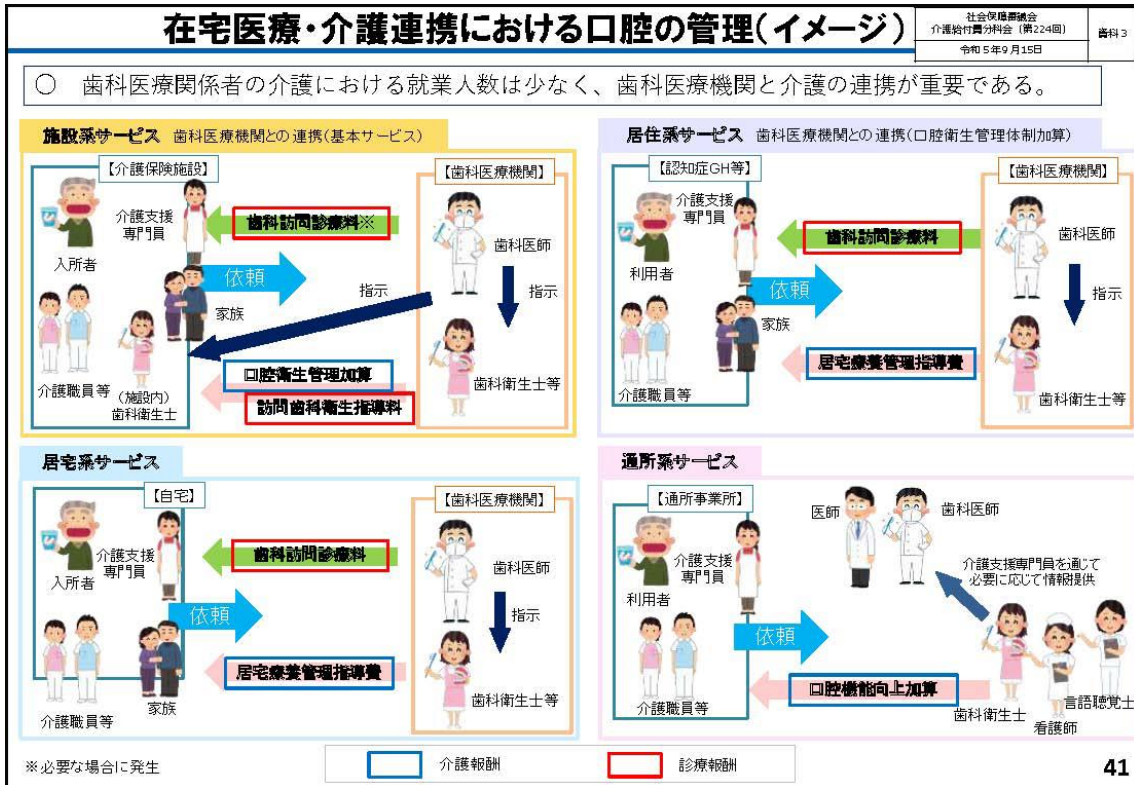 在宅医療・介護連携における口腔の管理(イメージ)
社会保障審議会
介護給付費分科会(第224回)
歯科3
令和5年9月15日
○ 歯科医療関係者の介護における就業人数は少なく、歯科医療機関と介護の連携が重要である。
施設系サービス 歯科医療機関との連携(基本サービス)
【介護保険施設】
【歯科医療機関】
介護支援
専門員
歯科訪問診療料※
歯科医師
入所者
依頼
指示
指示
家族
口腔衛生管理加算
訪問歯科衛生指導料
介護職員等
(施設内)
歯科衛生士
歯科衛生士等
居住系サービス 歯科医療機関との連携(口腔衛生管理体制加算)
【認知症GH等】
【歯科医療機関】
介護支援
専門員
歯科訪問診療料
歯科医師
利用者
依頼
指示
家族
居宅療養管理指導費
介護職員等
歯科衛生士等
居宅系サービス
【自宅】
【歯科医療機関】
介護支援
専門員
歯科訪問診療料
歯科医師
入所者
依頼
指示
居宅療養管理指導費
歯科衛生士等
介護職員等
家族
通所系サービス
【通所事業所】
医師
歯科医師
介護支援
専門員
介護支援専門員を通じて
必要に応じて情報提供
利用者
依頼
口腔機能向上加算
介護職員等
歯科衛生士
看護師
言語聴覚士
※必要な場合に発生
介護報酬
診療報酬
41